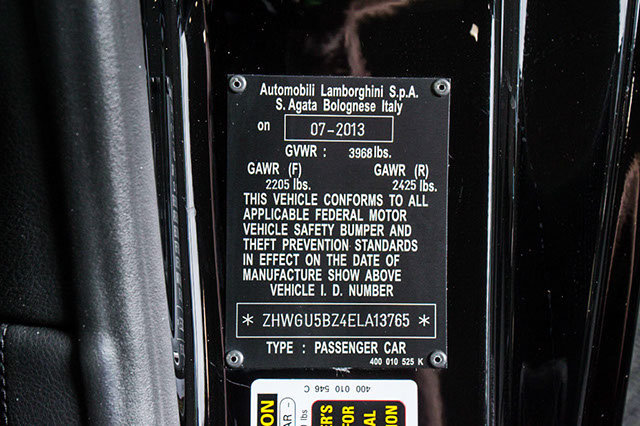 Automobili Lamborghini S.p.A.
S. Agata Bolognese Italy
on 07-2013
GVWR : 3968 lbs.
GAWR (F) GAWR (R)
2205 lbs. 2425 lbs.
THIS VEHICLE CONFORMS TO ALL
APPLICABLE FEDERAL MOTOR
VEHICLE SAFETY BUMPER AND
THEFT PREVENTION STANDARDS
IN EFFECT ON THE DATE OF
MANUFACTURE SHOW ABOVE
VEHICLE I. D. NUMBER
* ZHWGU5BZ4ELA13765 *
TYPE : PASSENGER CAR
400 010 525 K
400 010 546 C